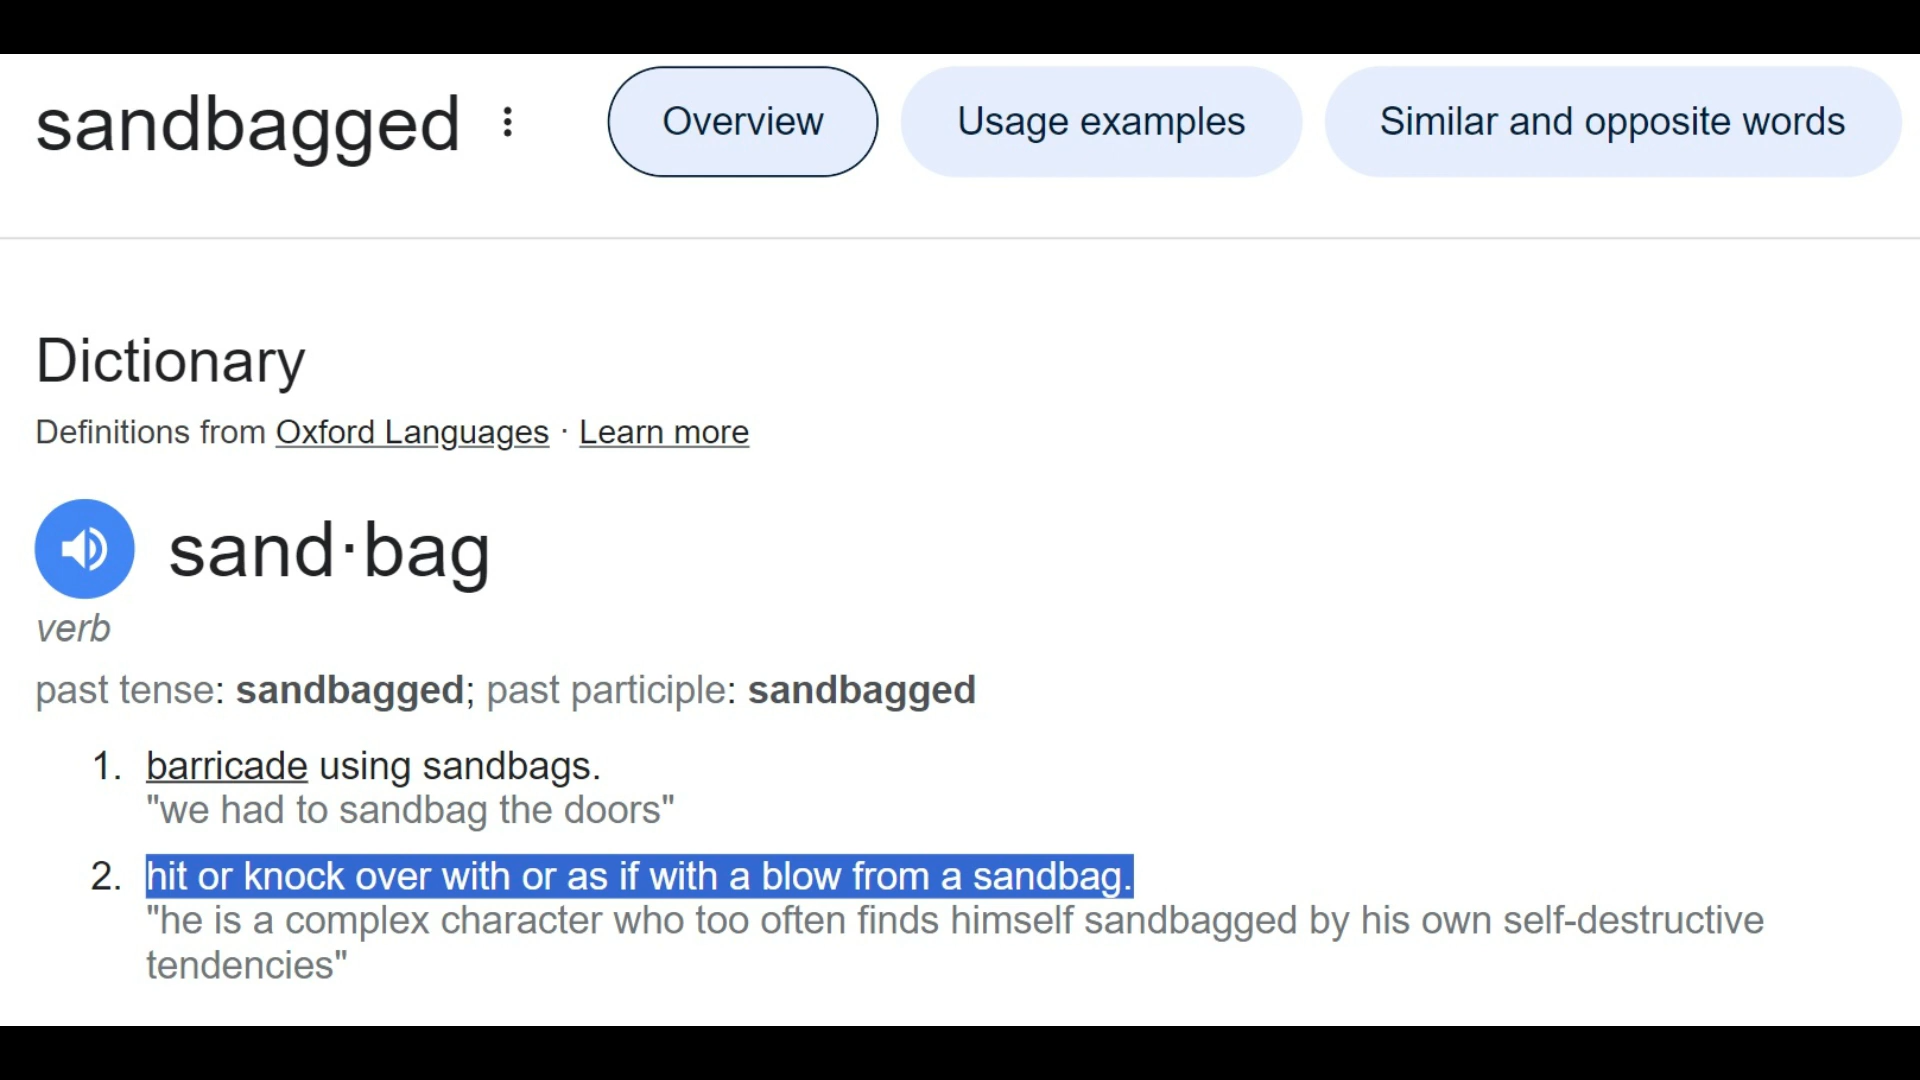 sandbagged
Overview
Usage examples
Similar and opposite words
Dictionary
Definitions from Oxford Languages · Learn more
sand·bag
verb
past tense: sandbagged; past participle: sandbagged
1. barricade using sandbags.
"we had to sandbag the doors"
2. hit or knock over with or as if with a blow from a sandbag.
"he is a complex character who too often finds himself sandbagged by his own self-destructive
tendencies"